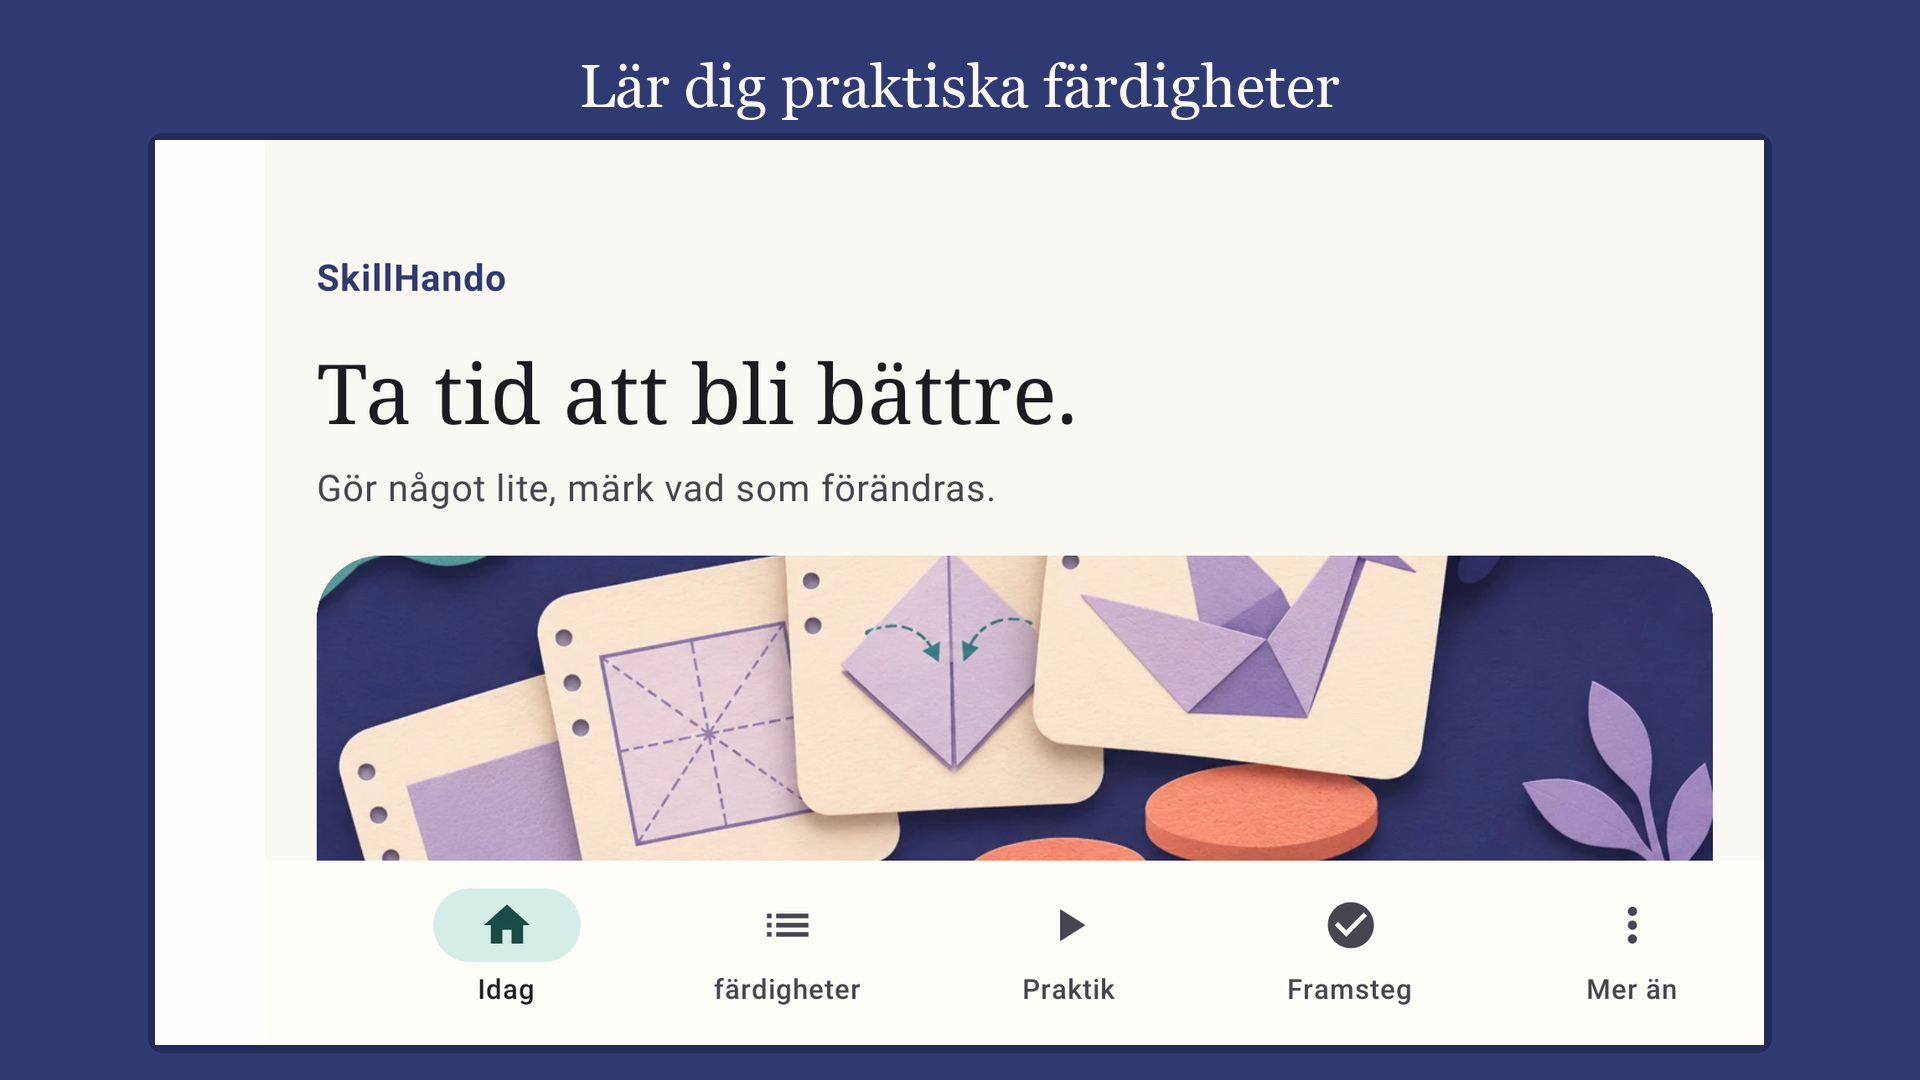 Lär dig praktiska färdigheter
SkillHando
Ta tid att bli bättre.
Gör något lite, märk vad som förändras.
Idag
färdigheter
Praktik
Framsteg
Mer än